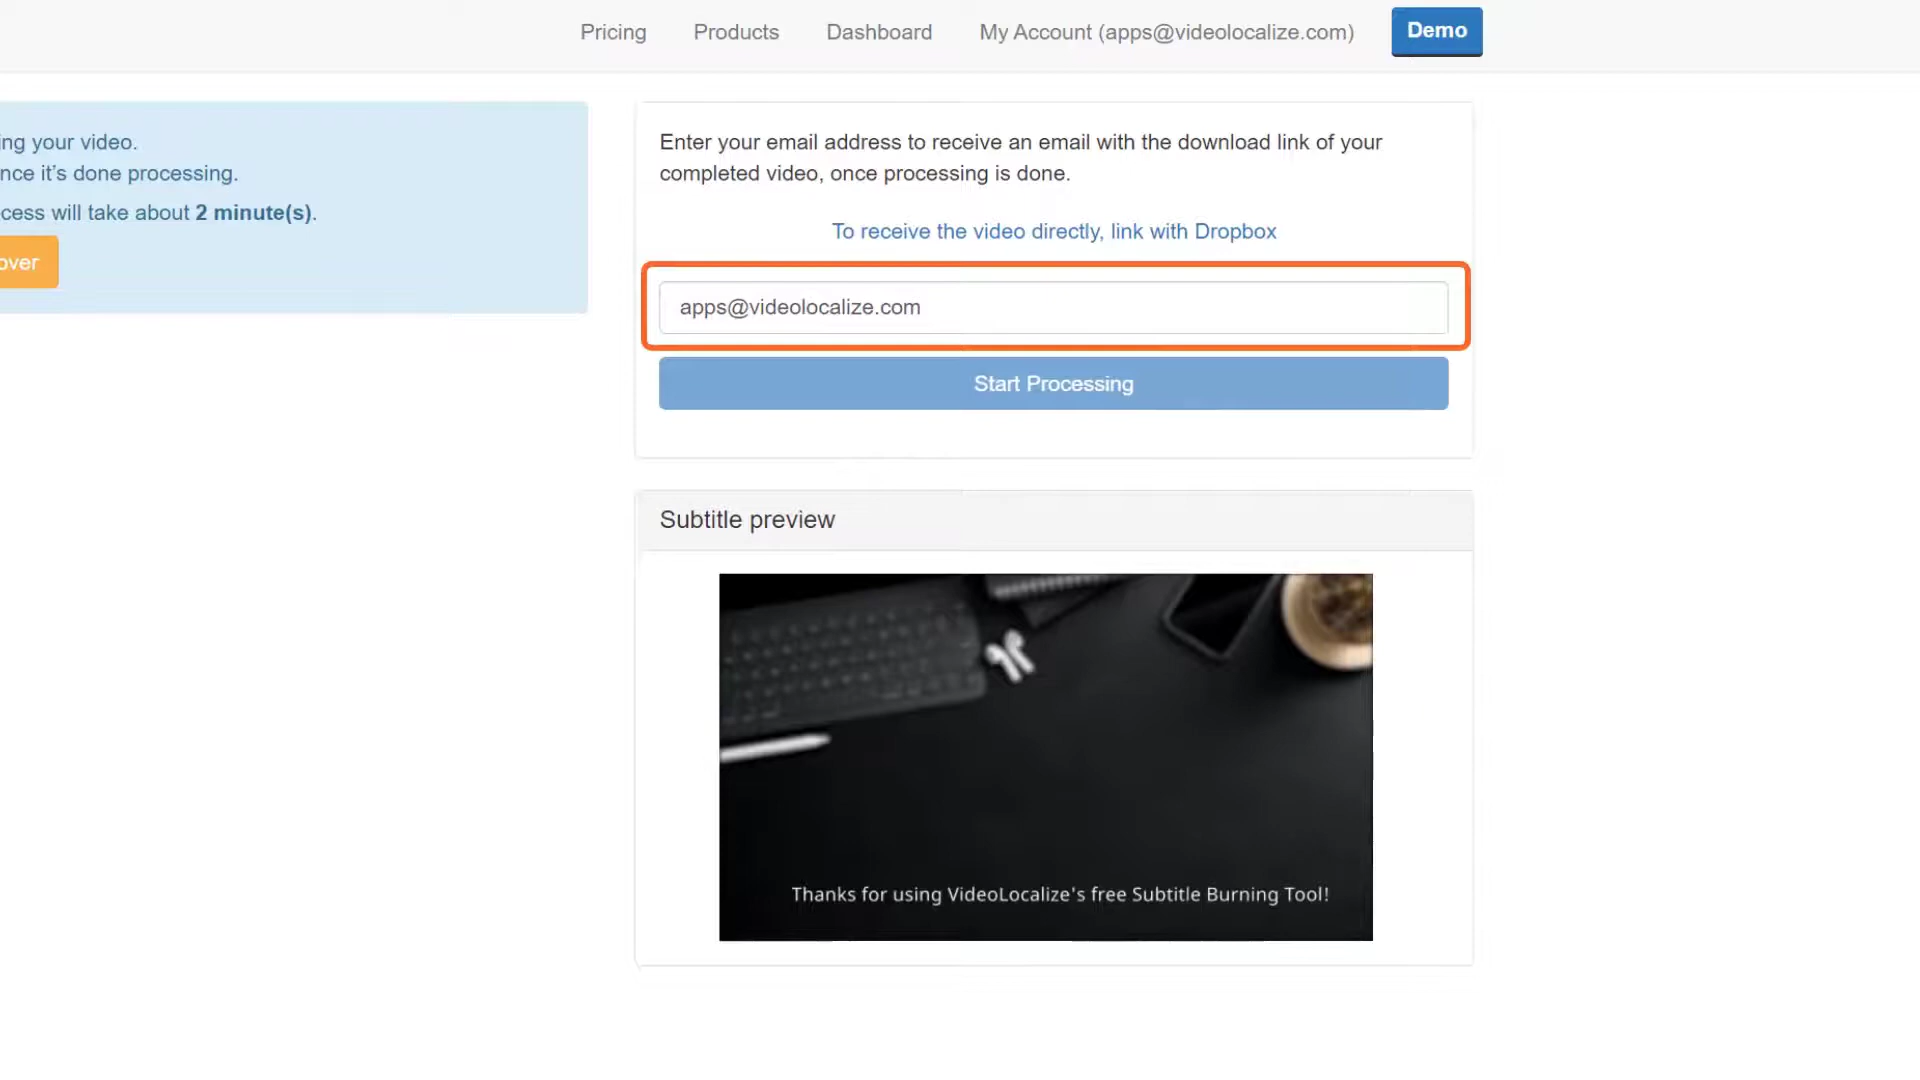 Pricing Products Dashboard My Account (apps@videolocalize.com) Demo
ing your video.
nce it's done processing.
cess will take about 2 minute(s).
over
Enter your email address to receive an email with the download link of your
completed video, once processing is done.
To receive the video directly, link with Dropbox
apps@videolocalize.com
Start Processing
Subtitle preview
Thanks for using VideoLocalize's free Subtitle Burning Tool!